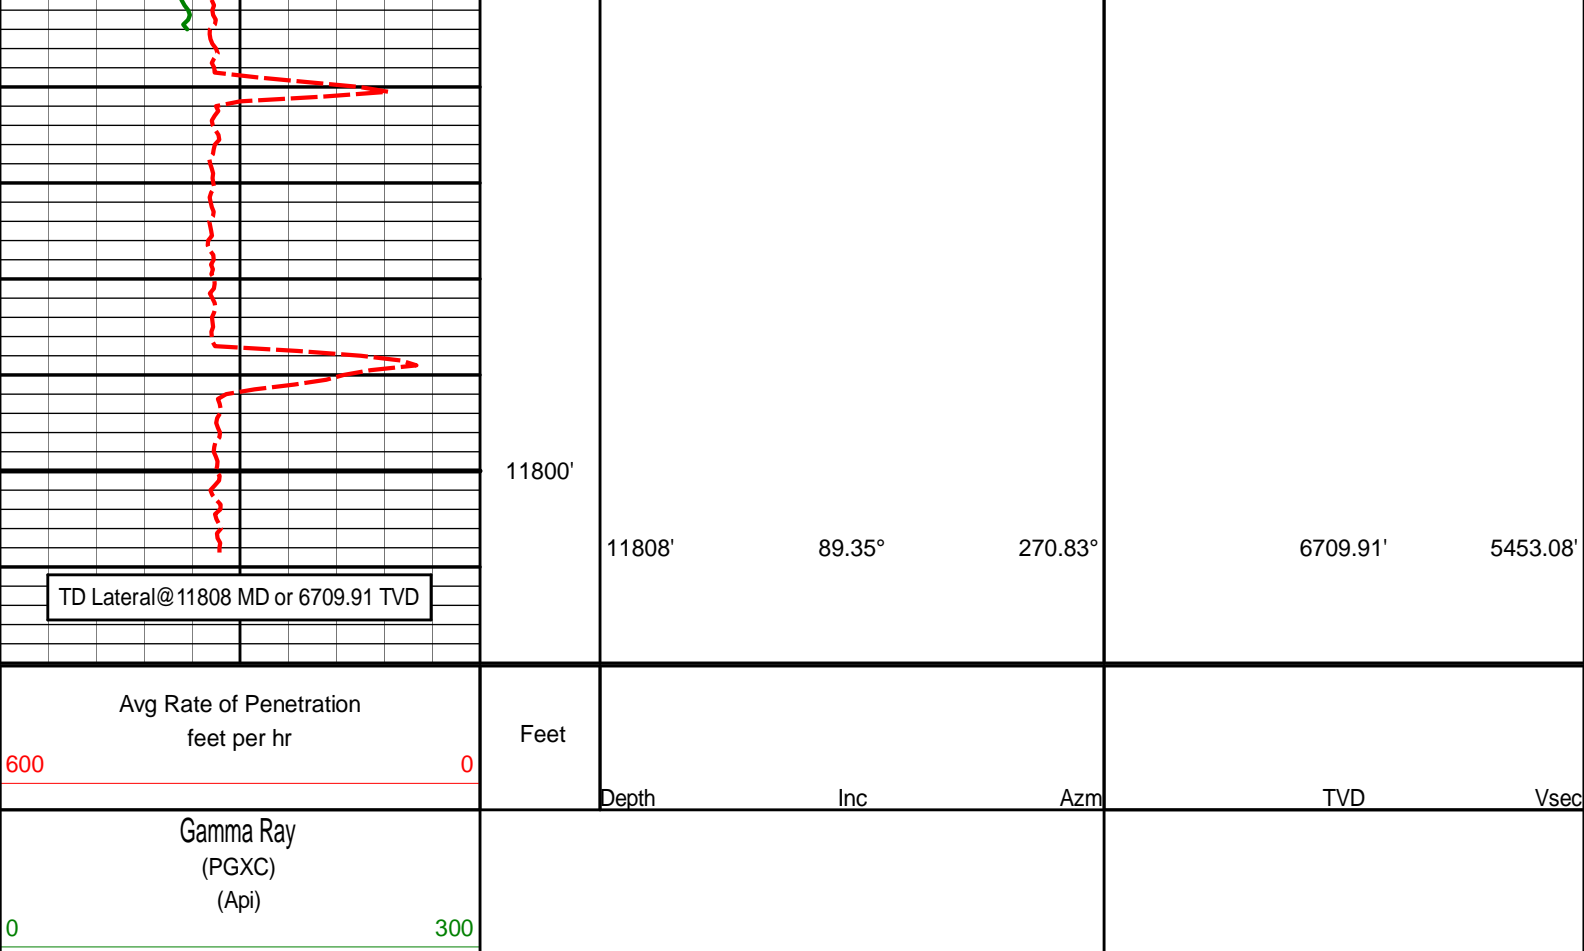 11800'
11808' 89.35° 270.83° 6709.91' 5453.08'
TD Lateral@11808 MD or 6709.91 TVD
Avg Rate of Penetration
feet per hr
600 0
Feet
Depth Inc Azm TVD Vsec
Gamma Ray
(PGXC)
(Api)
0 300